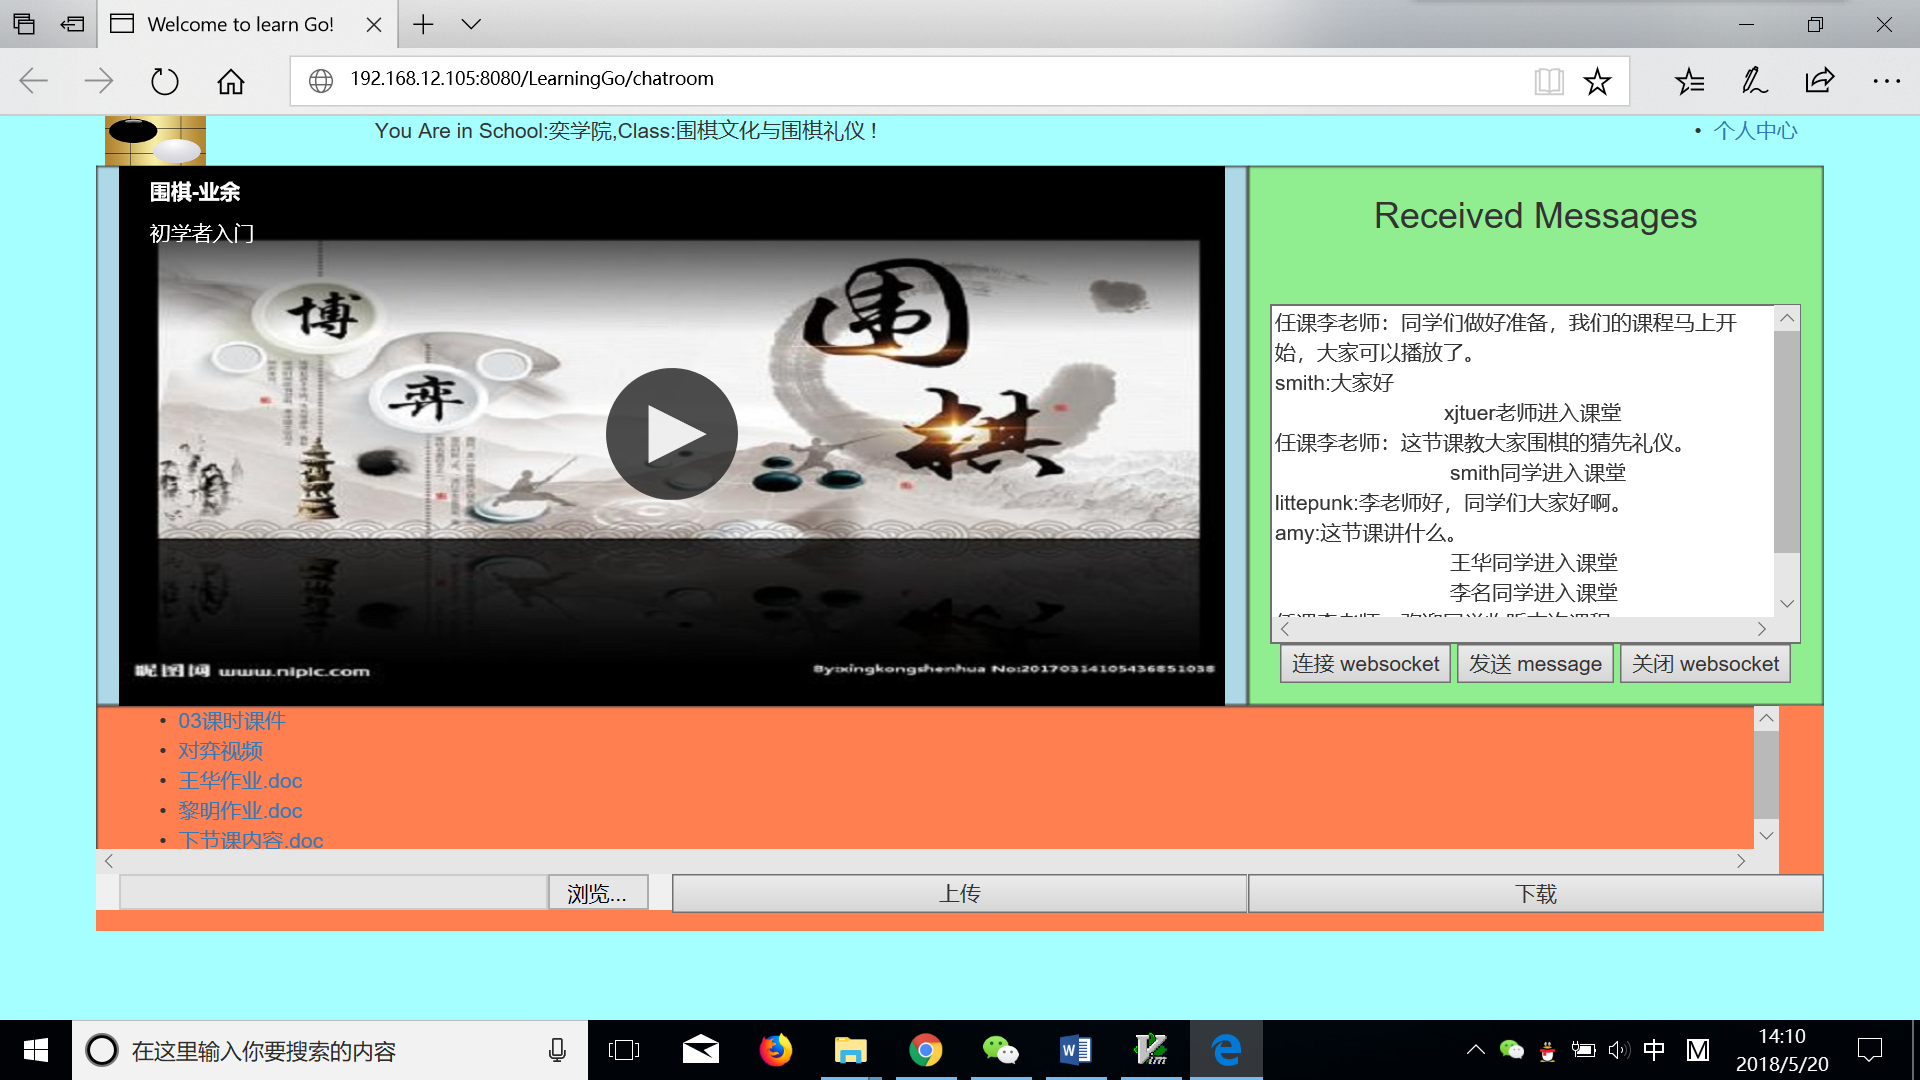 Welcome to learn Go!
192.168.12.105:8080/LearningGo/chatroom
You Are in School:奕学院,Class:围棋文化与围棋礼仪！
个人中心
围棋-业余
初学者入门
博
弈
围
棋
昵图网 www.nipic.com
By:xingkongshenhua No:20170314105436851038
Received Messages
任课李老师：同学们做好准备，我们的课程马上开
始，大家可以播放了。
smith:大家好
xjtuer老师进入课堂
任课李老师：这节课教大家围棋的猜先礼仪。
smith同学进入课堂
littepunk:李老师好，同学们大家好啊。
amy:这节课讲什么。
王华同学进入课堂
李名同学进入课堂
连接 websocket
发送 message
关闭 websocket
03课时课件
对弈视频
王华作业.doc
黎明作业.doc
下节课内容.doc
浏览...
上传
下载
在这里输入你要搜索的内容
中
M
14:10
2018/5/20